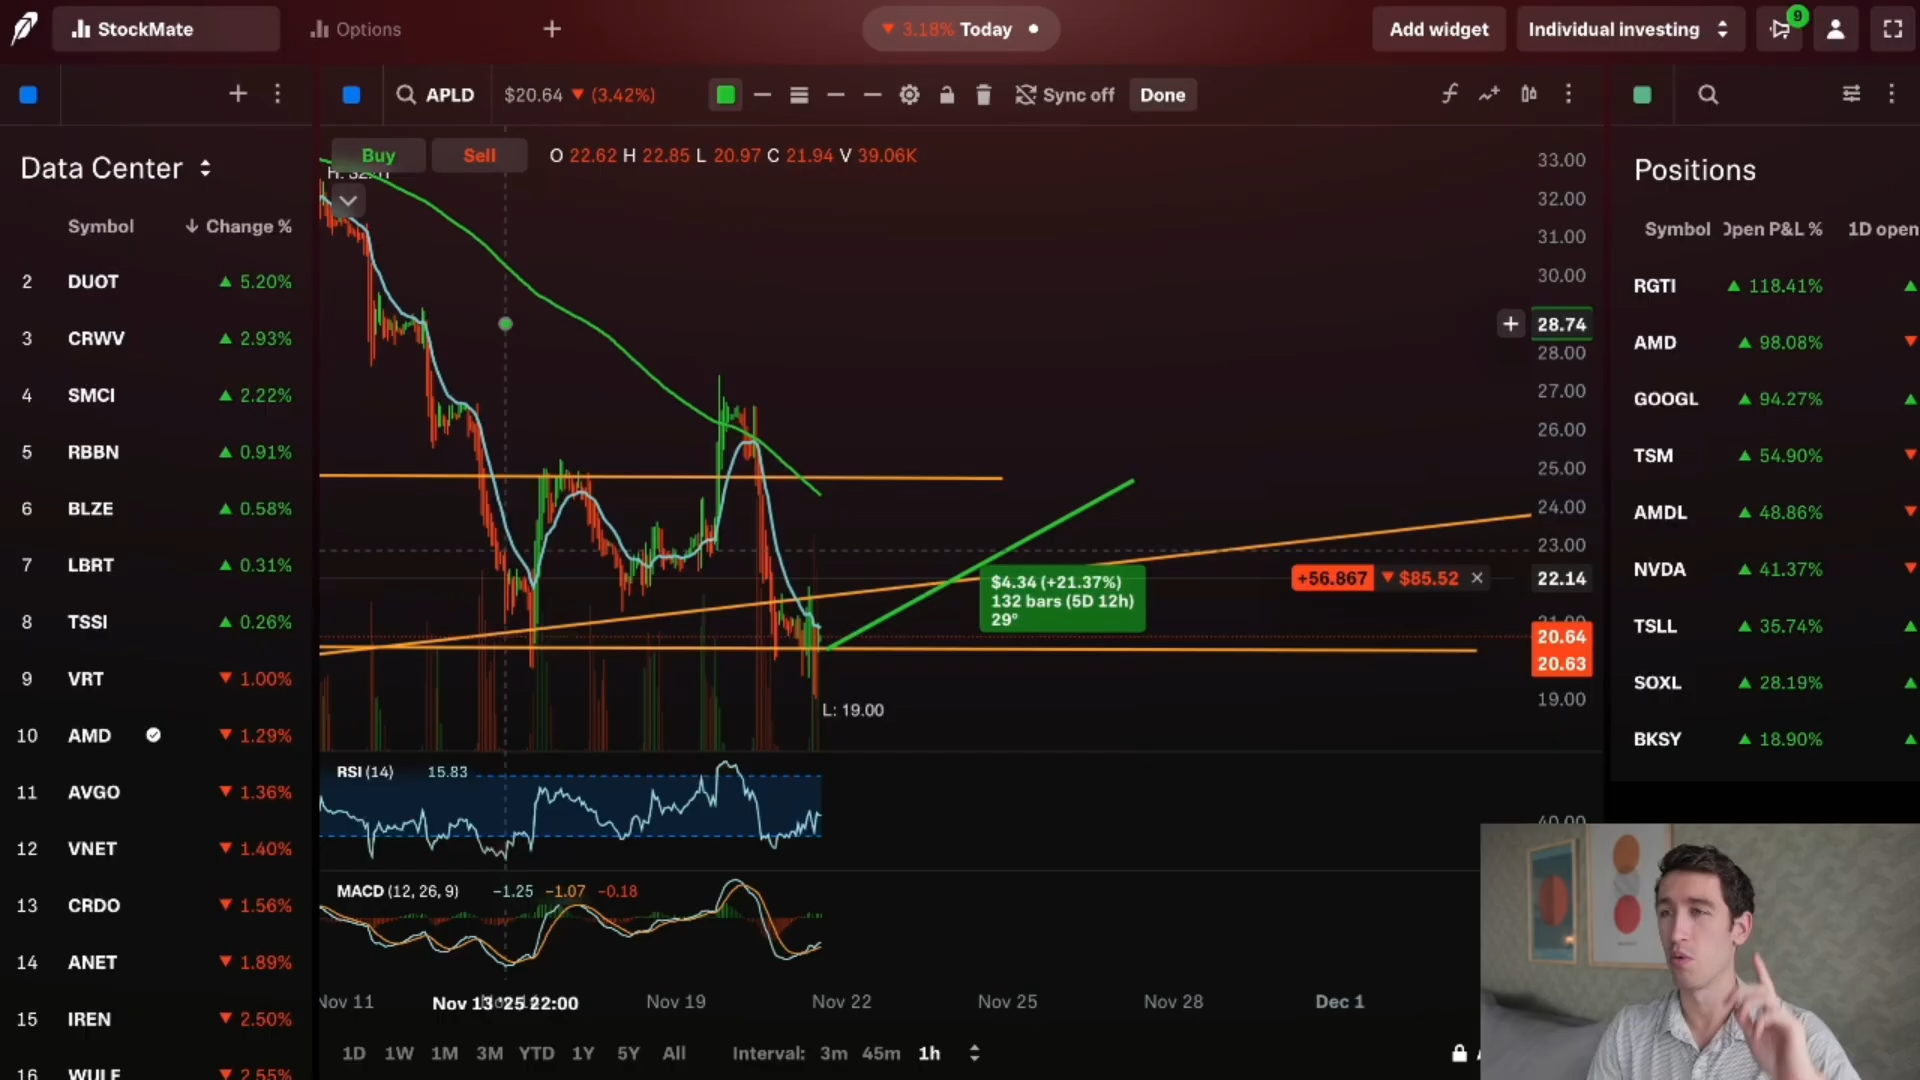 StockMate
Options
3.18% Today
Add widget
Individual investing
9
APLD
$20.64 (3.42%)
Sync off
Done
Data Center
Symbol Change %
2 DUOT 5.20%
3 CRWV 2.93%
4 SMCI 2.22%
5 RBBN 0.91%
6 BLZE 0.58%
7 LBRT 0.31%
8 TSSI 0.26%
9 VRT 1.00%
10 AMD 1.29%
11 AVGO 1.36%
12 VNET 1.40%
13 CRDO 1.56%
14 ANET 1.89%
15 IREN 2.50%
16 WULF 2.55%
Buy
Sell
O 22.62 H 22.85 L 20.97 C 21.94 V 39.06K
33.00
32.00
31.00
30.00
28.74
28.00
27.00
26.00
25.00
24.00
23.00
22.14
21.00
20.64
20.63
19.00
+56.867 $85.52
$4.34 (+21.37%)
132 bars (5D 12h)
29°
L: 19.00
RSI (14) 15.83
40.00
MACD (12, 26, 9) −1.25 −1.07 −0.18
Nov 11
Nov 13 '25 22:00
Nov 19
Nov 22
Nov 25
Nov 28
Dec 1
1D 1W 1M 3M YTD 1Y 5Y All
Interval: 3m 45m 1h
Positions
Symbol Open P&L % 1D open
RGTI 118.41%
AMD 98.08%
GOOGL 94.27%
TSM 54.90%
AMDL 48.86%
NVDA 41.37%
TSLL 35.74%
SOXL 28.19%
BKSY 18.90%